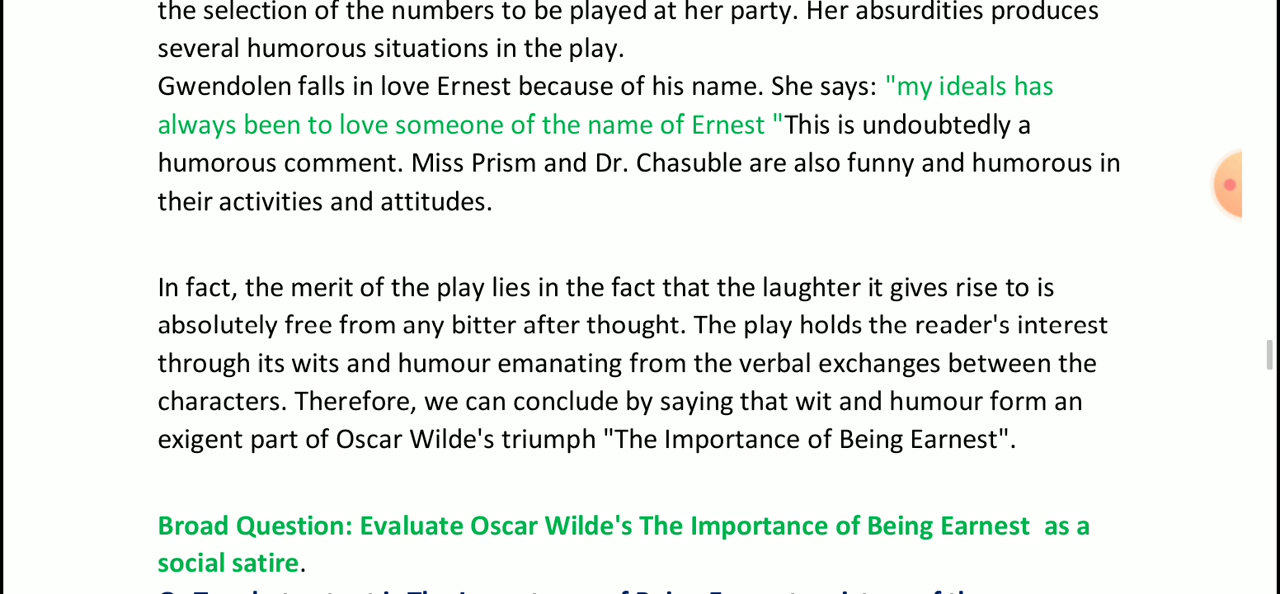 the selection of the numbers to be played at her party. Her absurdities produces
several humorous situations in the play.
Gwendolen falls in love Ernest because of his name. She says: "my ideals has
always been to love someone of the name of Ernest "This is undoubtedly a
humorous comment. Miss Prism and Dr. Chasuble are also funny and humorous in
their activities and attitudes.
In fact, the merit of the play lies in the fact that the laughter it gives rise to is
absolutely free from any bitter after thought. The play holds the reader's interest
through its wits and humour emanating from the verbal exchanges between the
characters. Therefore, we can conclude by saying that wit and humour form an
exigent part of Oscar Wilde's triumph "The Importance of Being Earnest".
Broad Question: Evaluate Oscar Wilde's The Importance of Being Earnest  as a
social satire.